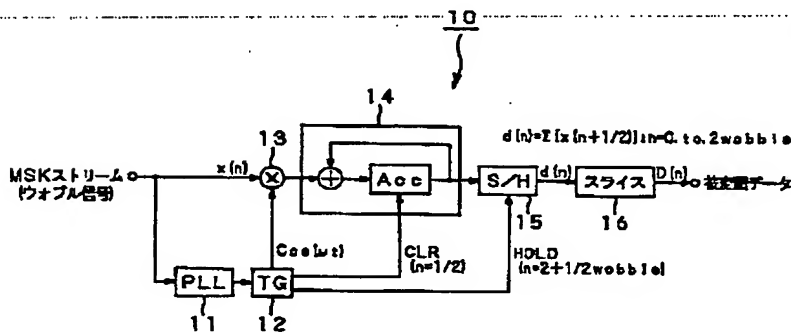 10
14
13
d(n)=Σ[x(n+1/2)]:n=0.to.2wobble
MSKストリーム
(ウォブル信号)
x(n)
Acc
S/H
d(n)
スライス
D(n)
被変調データ
15
16
Cos(ωt)
CLR
(n=1/2)
HOLD
(n=2+1/2wobble)
PLL
TG
11
12